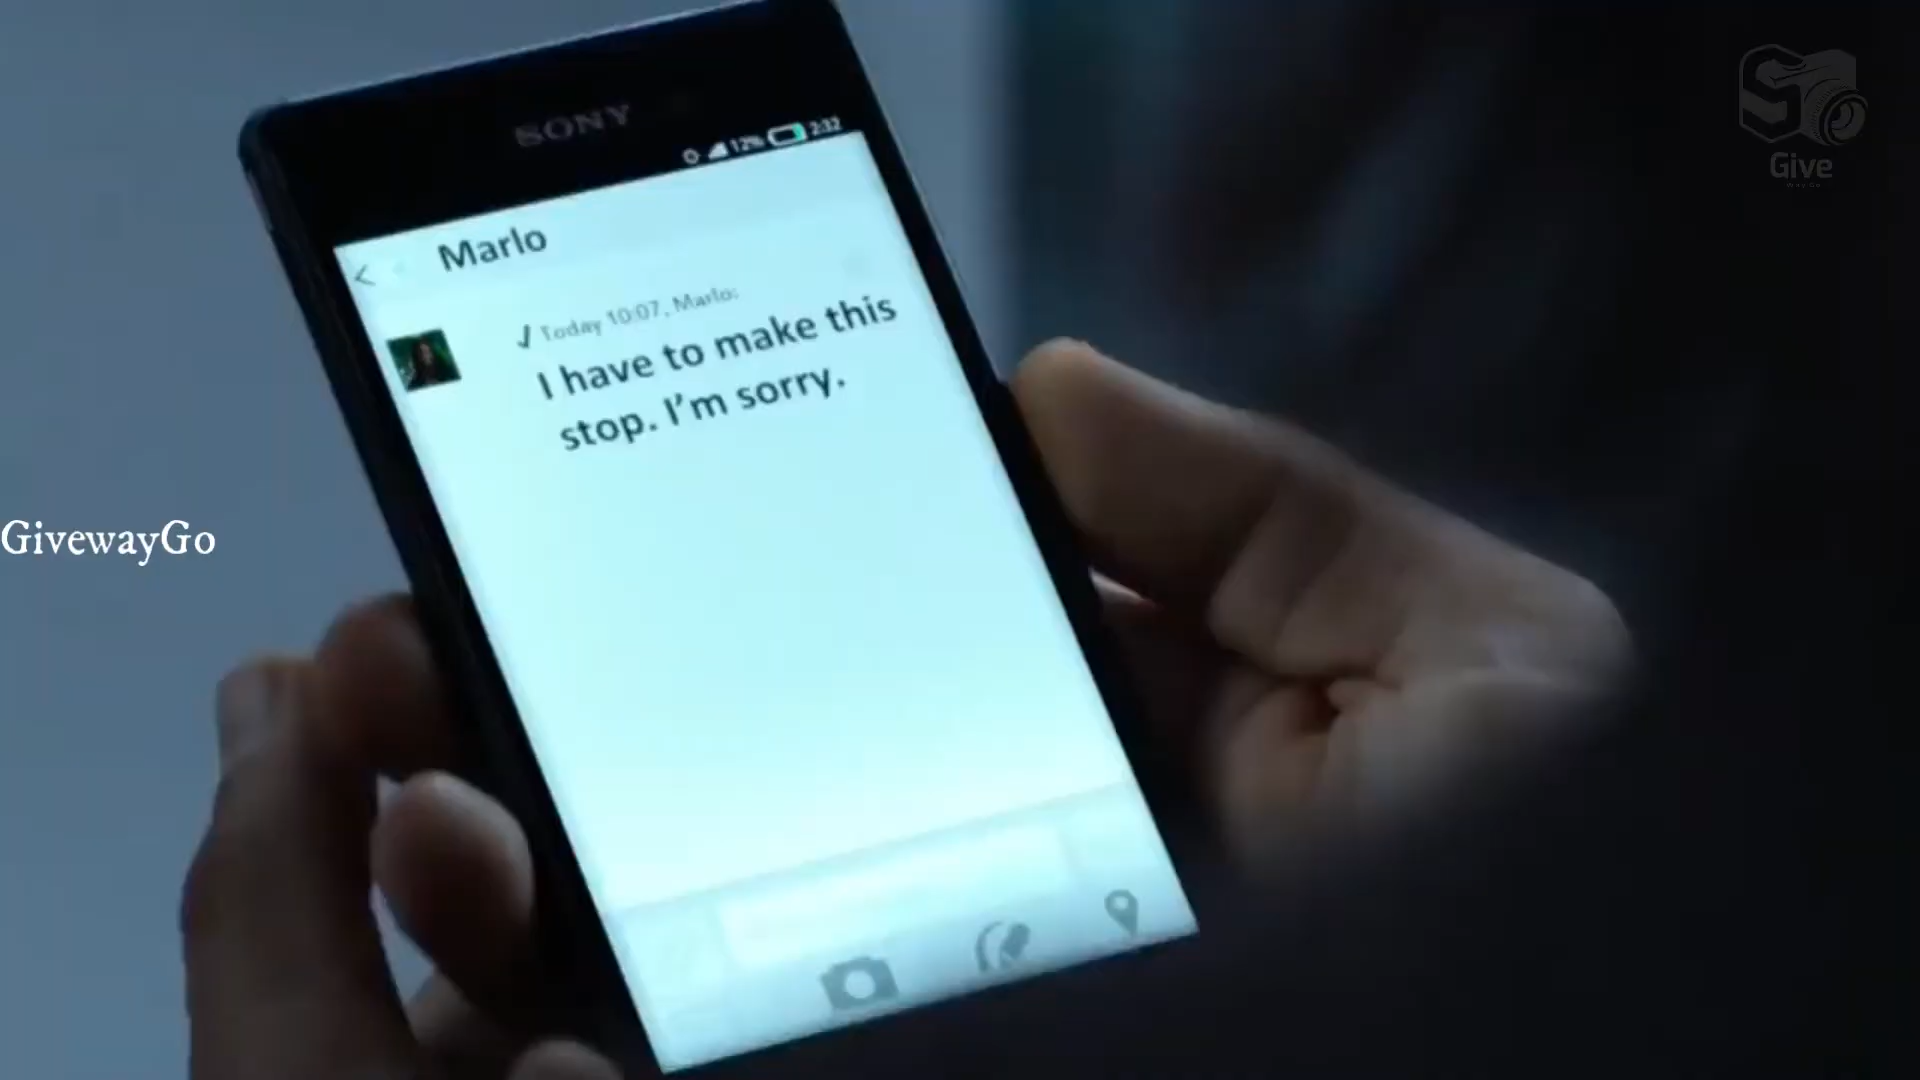 SONY
12% 2:32
Marlo
Today 10:07, Marlo:
I have to make this
stop. I'm sorry.
GivewayGo
Give